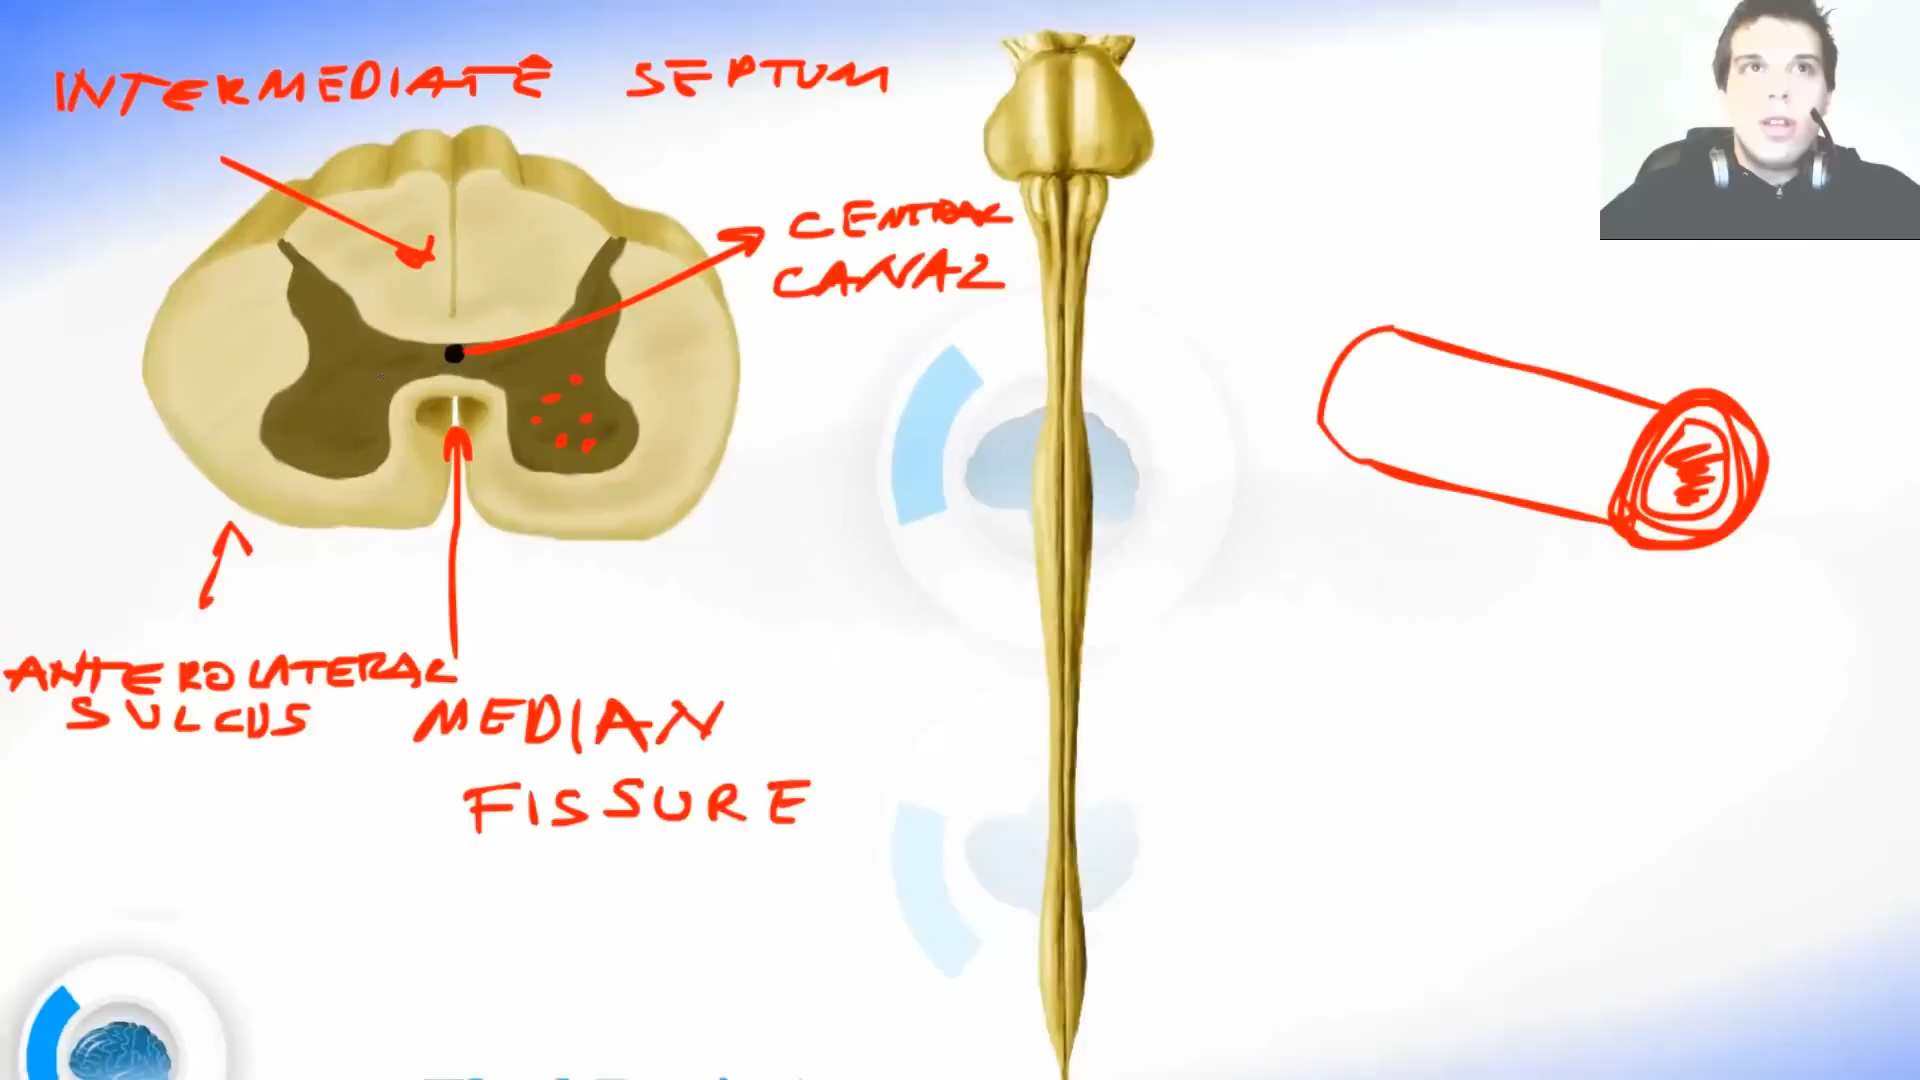 INTERMEDIATE SEPTUM
CENTRAL
CANAL
ANTEROLATERAL
SULCUS
MEDIAN
FISSURE